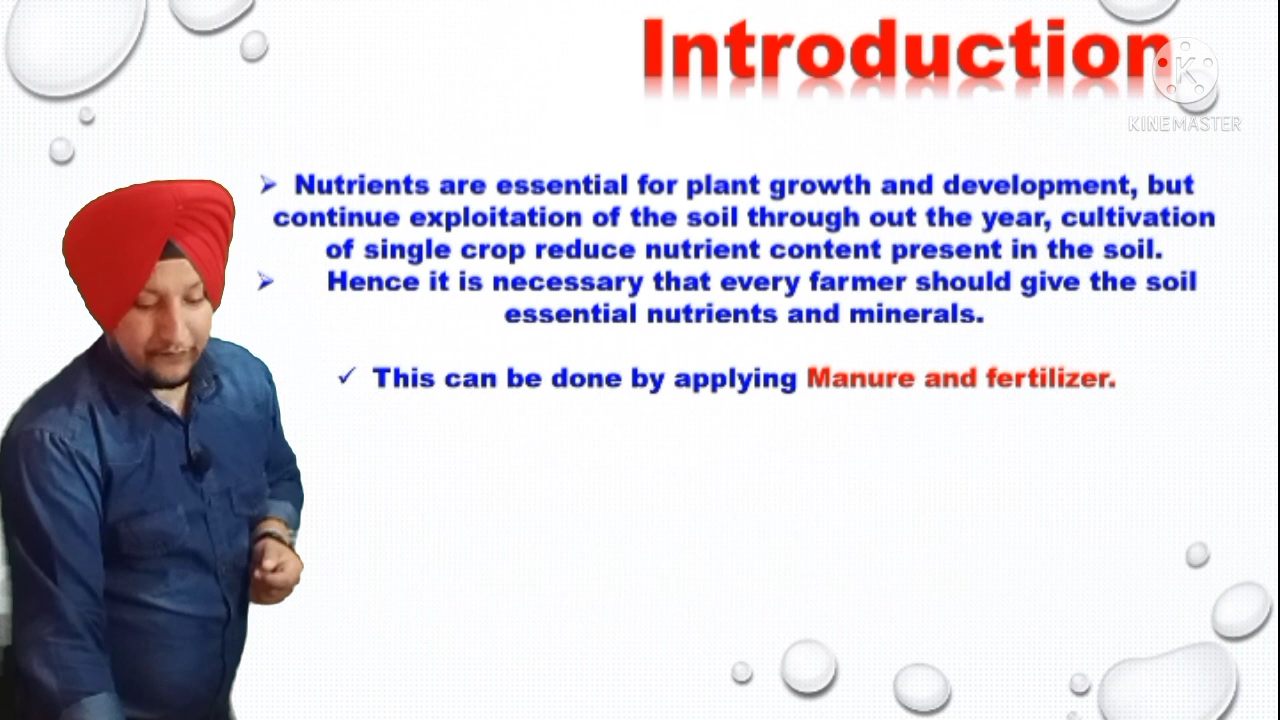 Introduction
K
KINEMASTER
➢ Nutrients are essential for plant growth and development, but
continue exploitation of the soil through out the year, cultivation
of single crop reduce nutrient content present in the soil.
➢ Hence it is necessary that every farmer should give the soil
essential nutrients and minerals.
✓ This can be done by applying Manure and fertilizer.